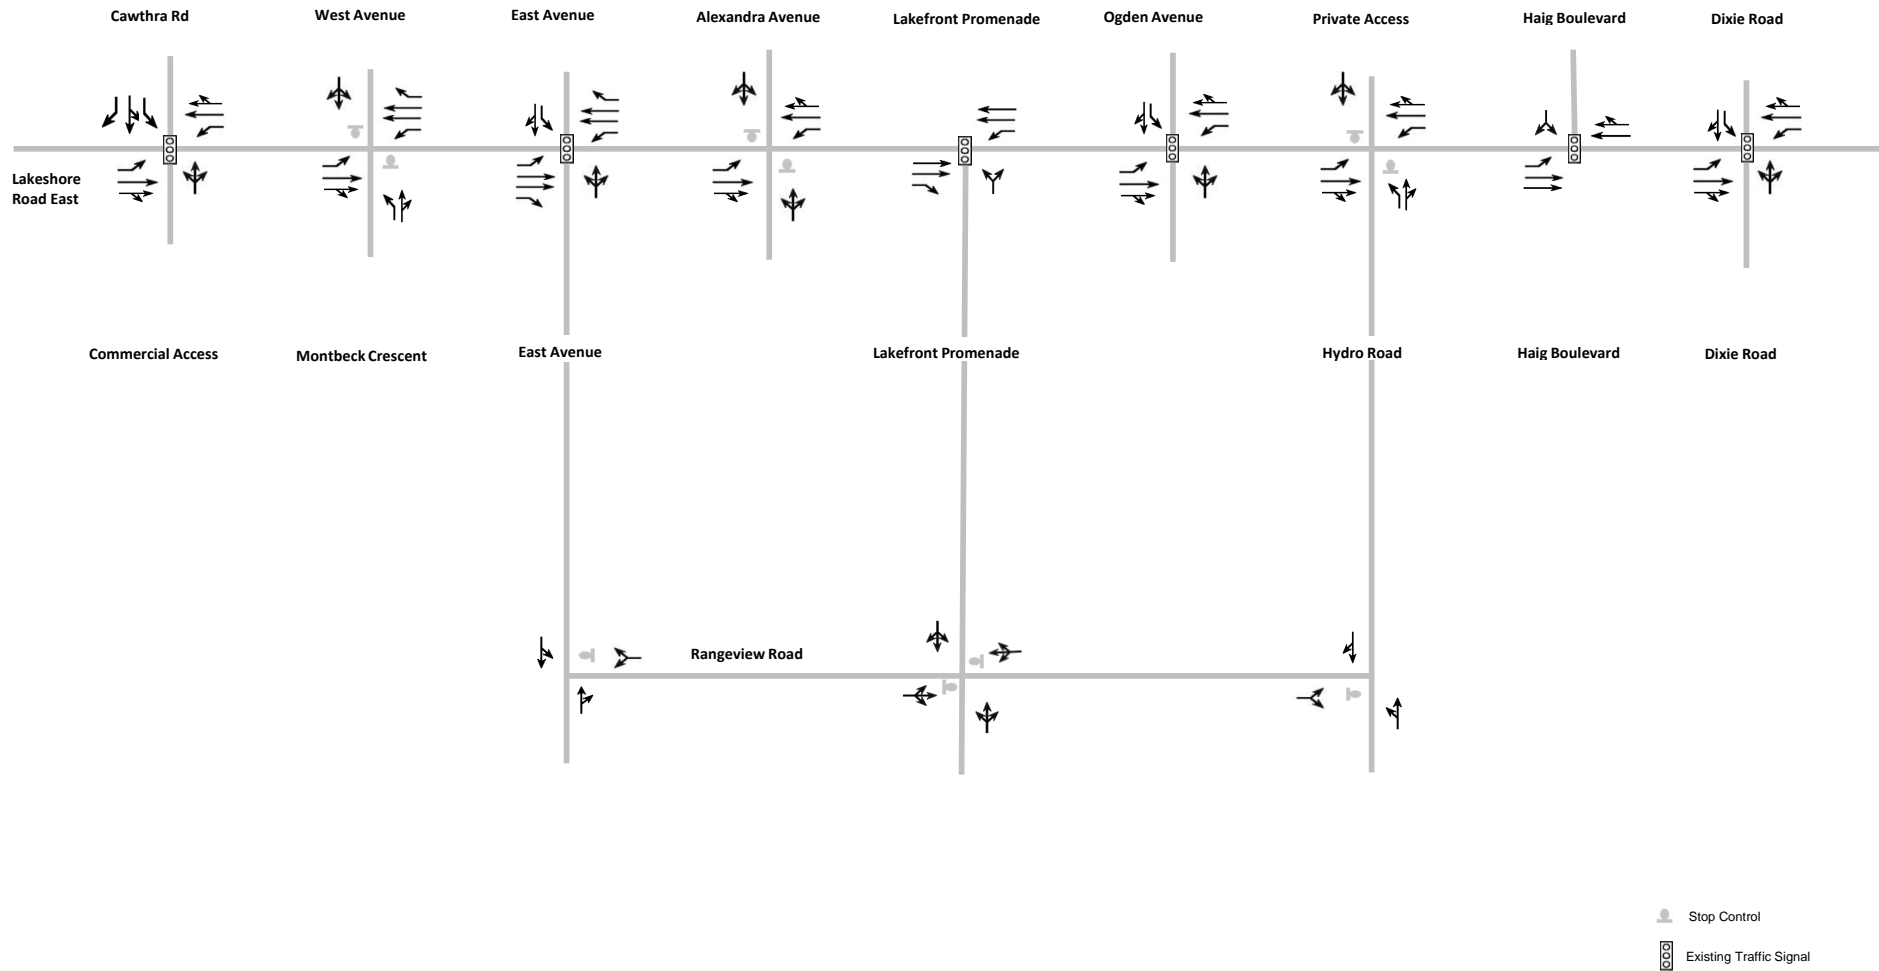 Cawthra Rd
West Avenue
East Avenue
Alexandra Avenue
Lakefront Promenade
Ogden Avenue
Private Access
Haig Boulevard
Dixie Road
Lakeshore
Road East
Commercial Access
Montbeck Crescent
East Avenue
Lakefront Promenade
Hydro Road
Haig Boulevard
Dixie Road
Rangeview Road
Stop Control
Existing Traffic Signal